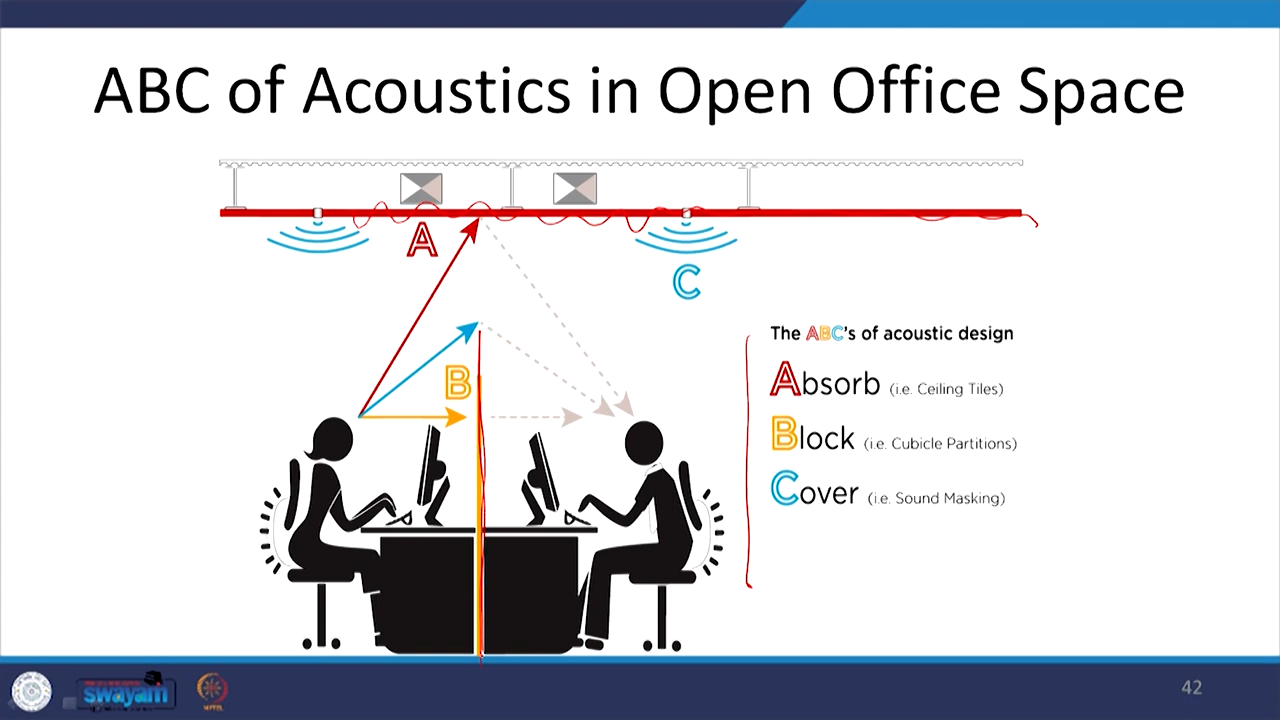 ABC of Acoustics in Open Office Space
A
C
B
The ABC's of acoustic design
Absorb (i.e. Ceiling Tiles)
Block (i.e. Cubicle Partitions)
Cover (i.e. Sound Masking)
swayam
42